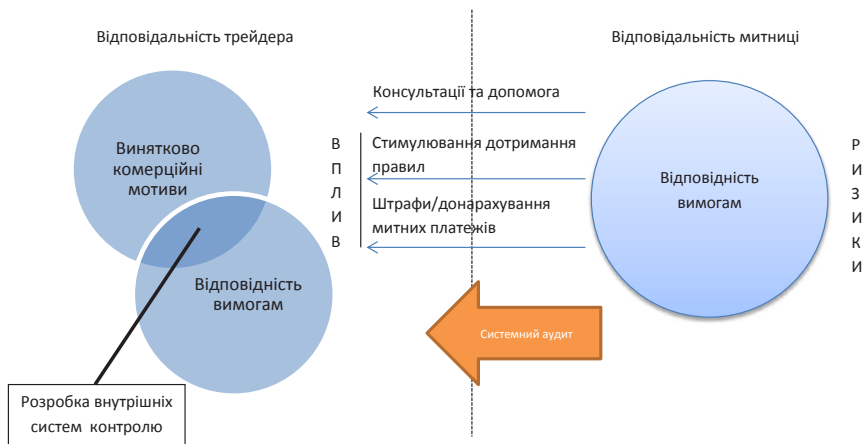 Відповідальність трейдера
Відповідальність митниці
Консультації та допомога
Винятково
комерційні
мотиви
В
П
Л
И
В
Стимулювання дотримання
правил
Штрафи/донарахування
митних платежів
Відповідність
вимогам
Р
И
З
И
К
И
Відповідність
вимогам
Системний аудит
Розробка внутрішніх
систем контролю